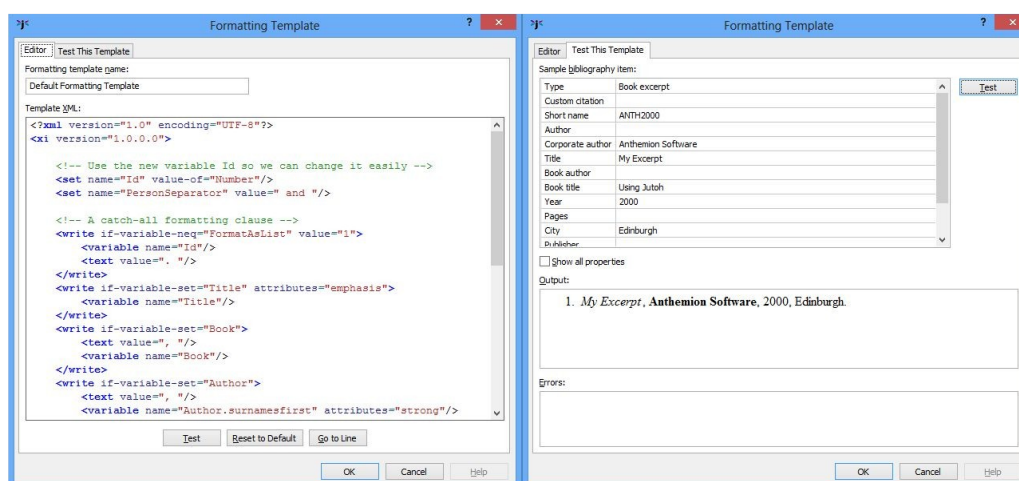 Formatting Template
Editor Test This Template
Formatting template name:
Default Formatting Template
Template XML:
<?xml version="1.0" encoding="UTF-8"?>
<xi version="1.0.0.0">
<!-- Use the new variable Id so we can change it easily -->
<set name="Id" value-of="Number"/>
<set name="PersonSeparator" value=" and "/>
<!-- A catch-all formatting clause -->
<write if-variable-neq="FormatAsList" value="1">
<variable name="Id"/>
<text value=". "/>
</write>
<write if-variable-set="Title" attributes="emphasis">
<variable name="Title"/>
</write>
<write if-variable-set="Book">
<text value=", "/>
<variable name="Book"/>
</write>
<write if-variable-set="Author">
<text value=", "/>
<variable name="Author.surnamesfirst" attributes="strong"/>
Test Reset to Default Go to Line
OK Cancel Help
Formatting Template
Editor Test This Template
Sample bibliography item:
Type Book excerpt
Custom citation
Short name ANTH2000
Author
Corporate author Anthemion Software
Title My Excerpt
Book author
Book title Using Jutoh
Year 2000
Pages
City Edinburgh
Publisher
Test
Show all properties
Output:
1. My Excerpt, Anthemion Software, 2000, Edinburgh.
Errors:
OK Cancel Help